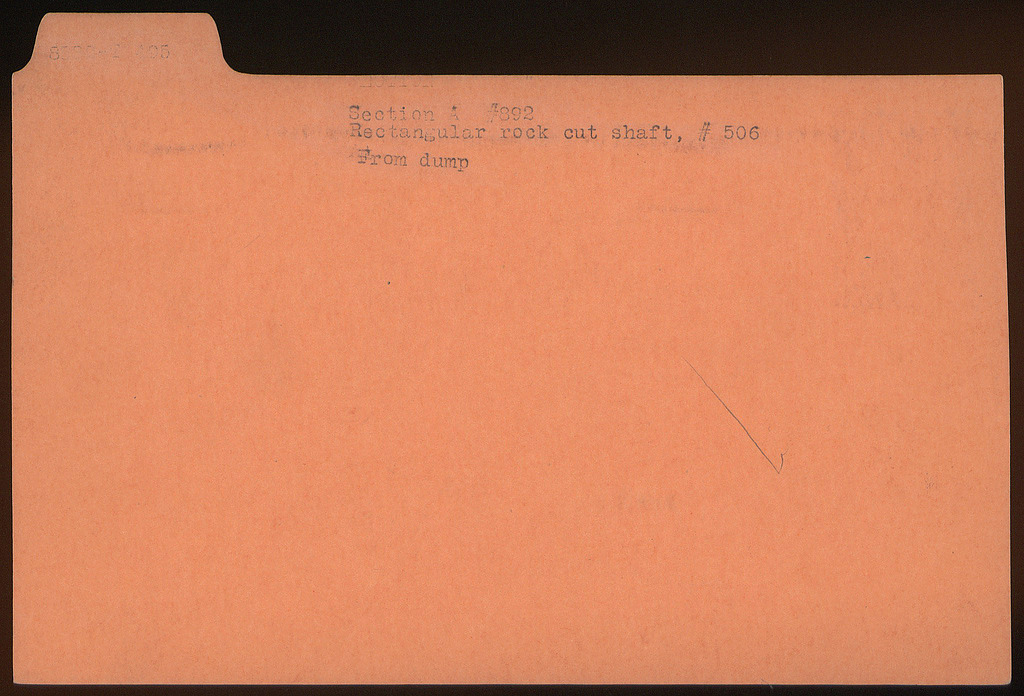 Section A #892
Rectangular rock cut shaft, # 506
From dump